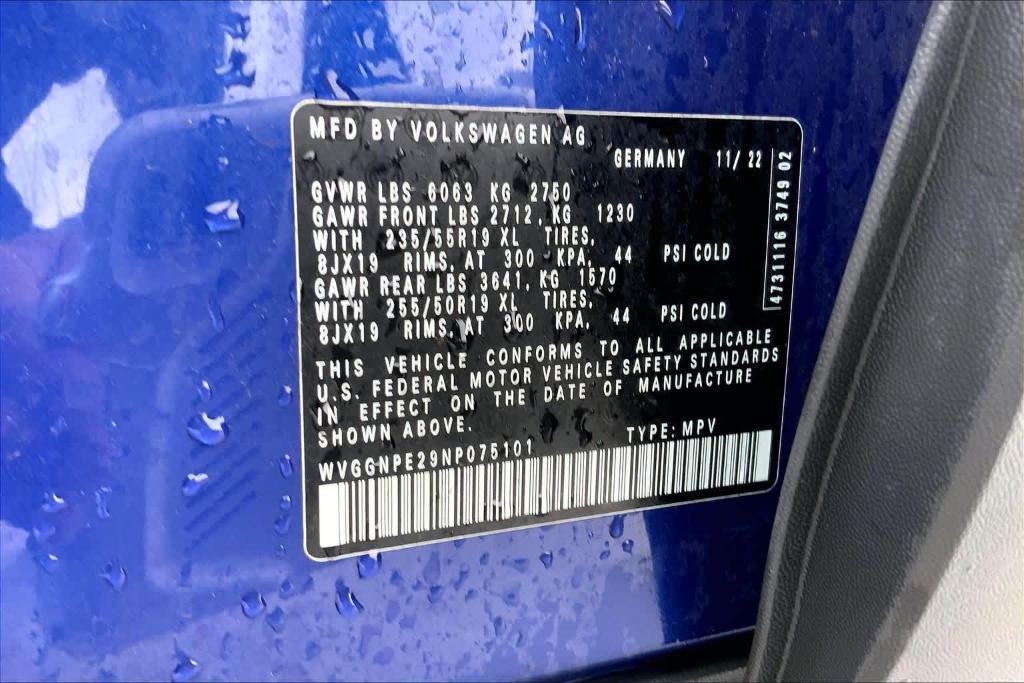 MFD BY VOLKSWAGEN AG
GERMANY 11/ 22
GVWR LBS 6063 KG 2750
GAWR FRONT LBS 2712, KG 1230
WITH 235/55R19 XL TIRES,
8JX19 RIMS, AT 300 KPA, 44 PSI COLD
GAWR REAR LBS 3641, KG 1570
WITH 255/50R19 XL TIRES,
8JX19 RIMS, AT 300 KPA, 44 PSI COLD
THIS VEHICLE CONFORMS TO ALL APPLICABLE
U.S. FEDERAL MOTOR VEHICLE SAFETY STANDARDS
IN EFFECT ON THE DATE OF MANUFACTURE
SHOWN ABOVE.
TYPE: MPV
WVGGNPE29NP075101
4731116 3749 02